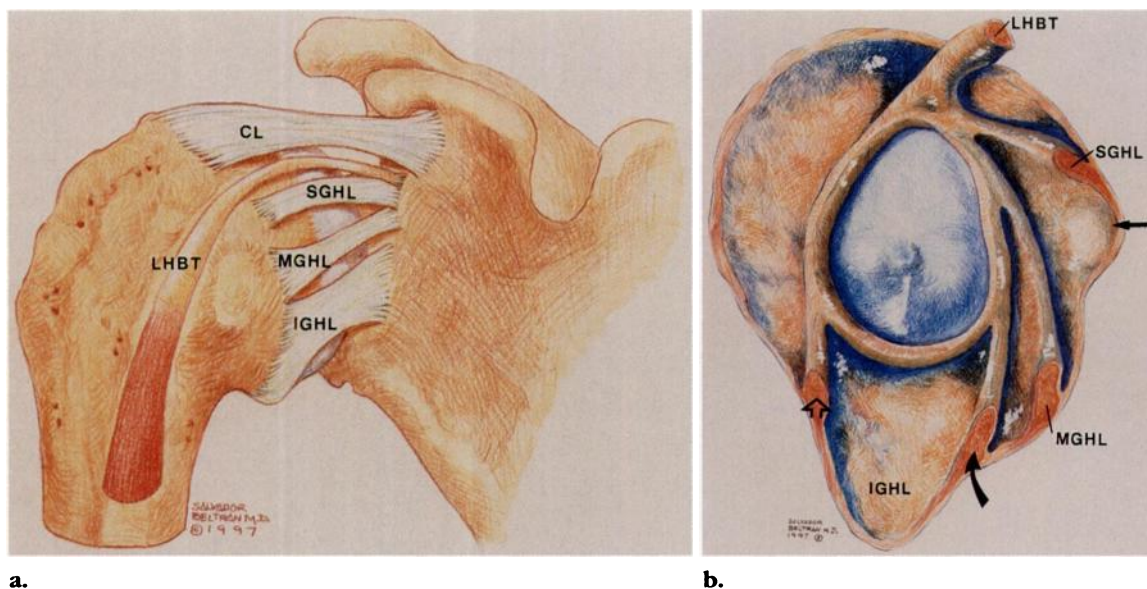 CL
SGHL
LHBT
MGHL
IGHL
SALVADOR
BELTRAN M.D.
© 1997
a.
LHBT
SGHL
MGHL
IGHL
SALVADOR
BELTRAN M.D.
1997 ©
b.